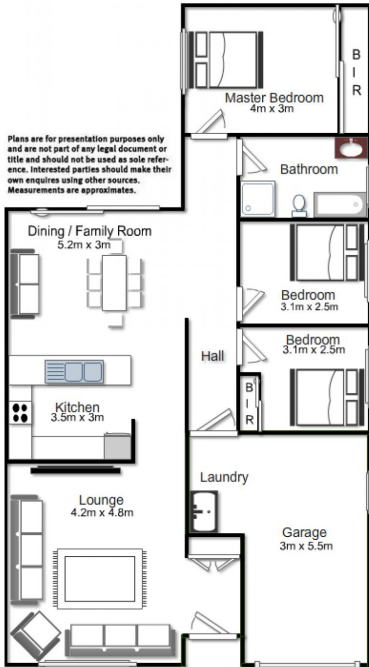 Master Bedroom
4m x 3m
B
I
R
Plans are for presentation purposes only
and are not part of any legal document or
title and should not be used as sole refer-
ence. Interested parties should make their
own enquires using other sources.
Measurements are approximates.
Bathroom
Dining / Family Room
5.2m x 3m
Bedroom
3.1m x 2.5m
Bedroom
3.1m x 2.5m
Hall
B
I
R
Kitchen
3.5m x 3m
Laundry
Lounge
4.2m x 4.8m
Garage
3m x 5.5m